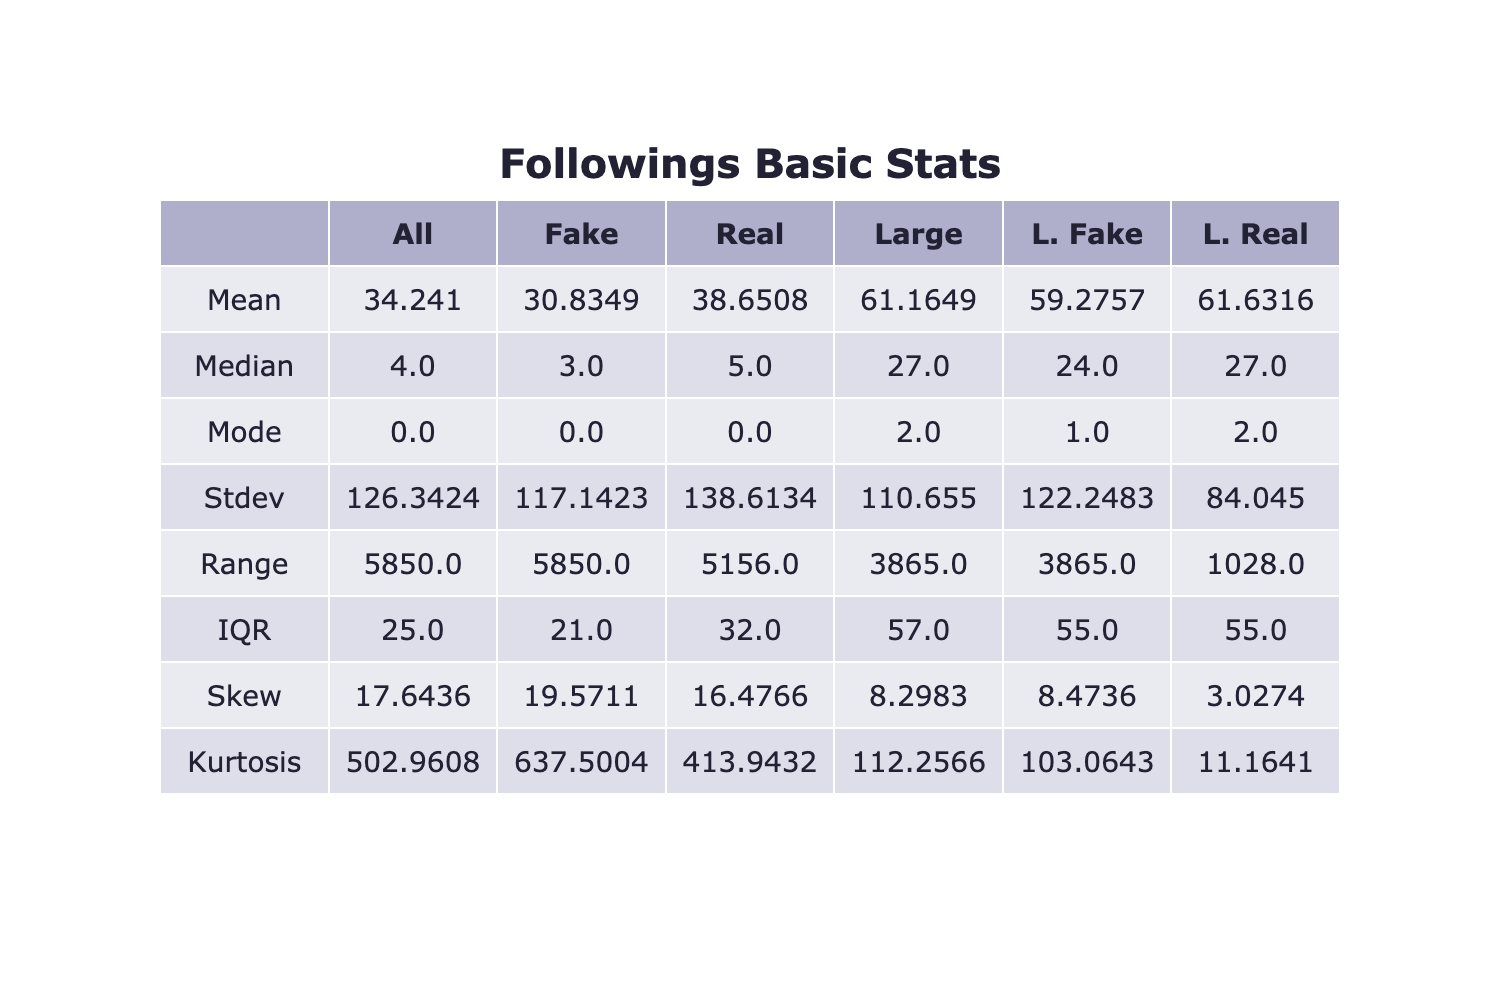 Followings Basic Stats
All Fake Real Large L. Fake L. Real
Mean 34.241 30.8349 38.6508 61.1649 59.2757 61.6316
Median 4.0 3.0 5.0 27.0 24.0 27.0
Mode 0.0 0.0 0.0 2.0 1.0 2.0
Stdev 126.3424 117.1423 138.6134 110.655 122.2483 84.045
Range 5850.0 5850.0 5156.0 3865.0 3865.0 1028.0
IQR 25.0 21.0 32.0 57.0 55.0 55.0
Skew 17.6436 19.5711 16.4766 8.2983 8.4736 3.0274
Kurtosis 502.9608 637.5004 413.9432 112.2566 103.0643 11.1641